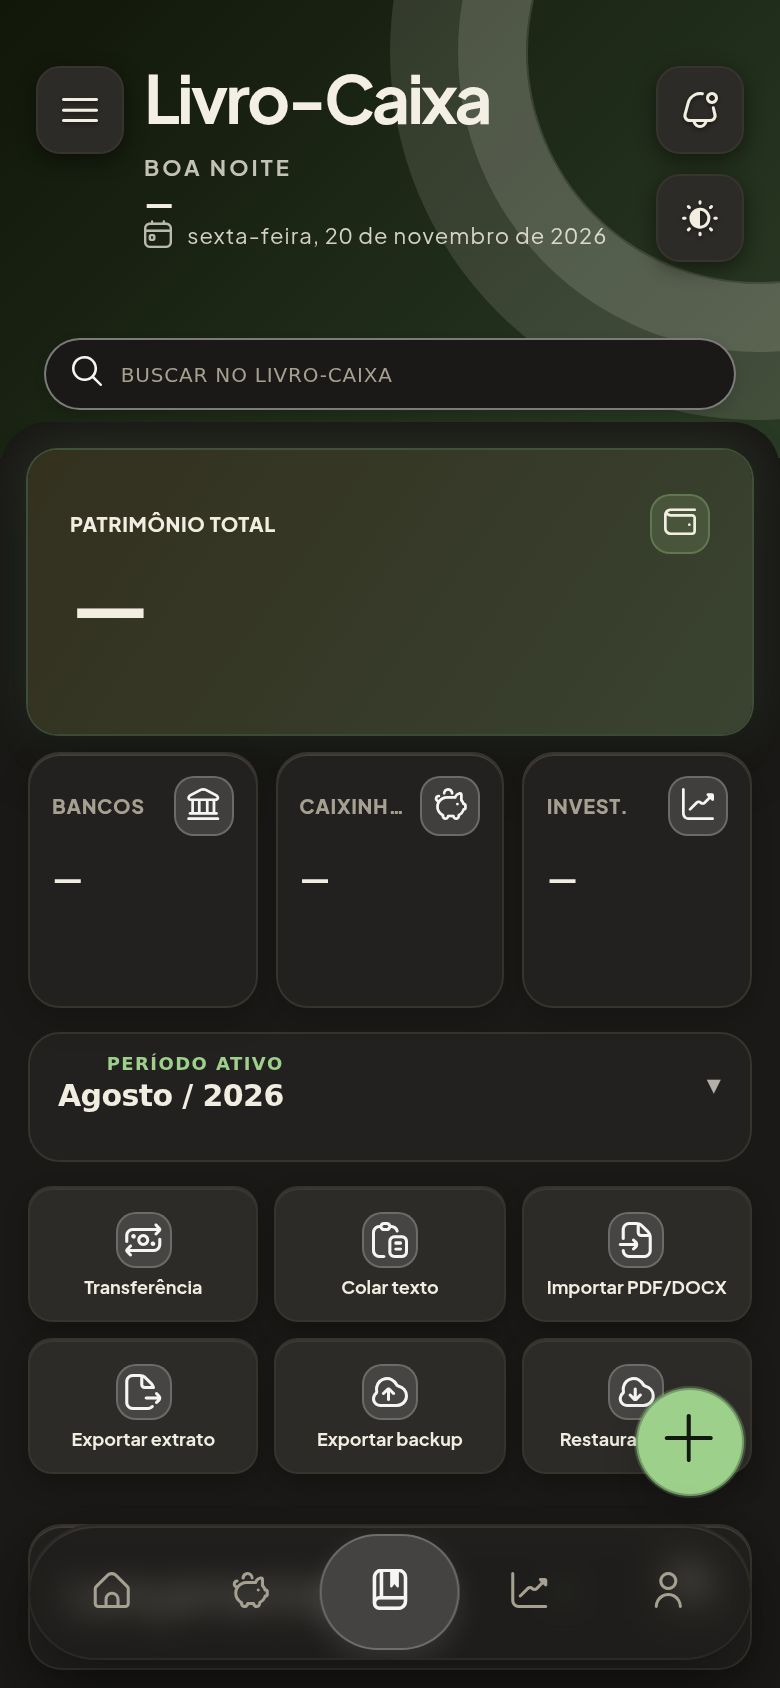 Livro-Caixa
BOA NOITE
—
sexta-feira, 20 de novembro de 2026
BUSCAR NO LIVRO-CAIXA
PATRIMÔNIO TOTAL
—
BANCOS
CAIXINH…
INVEST.
—
—
—
PERÍODO ATIVO
Agosto / 2026
▼
Transferência
Colar texto
Importar PDF/DOCX
Exportar extrato
Exportar backup